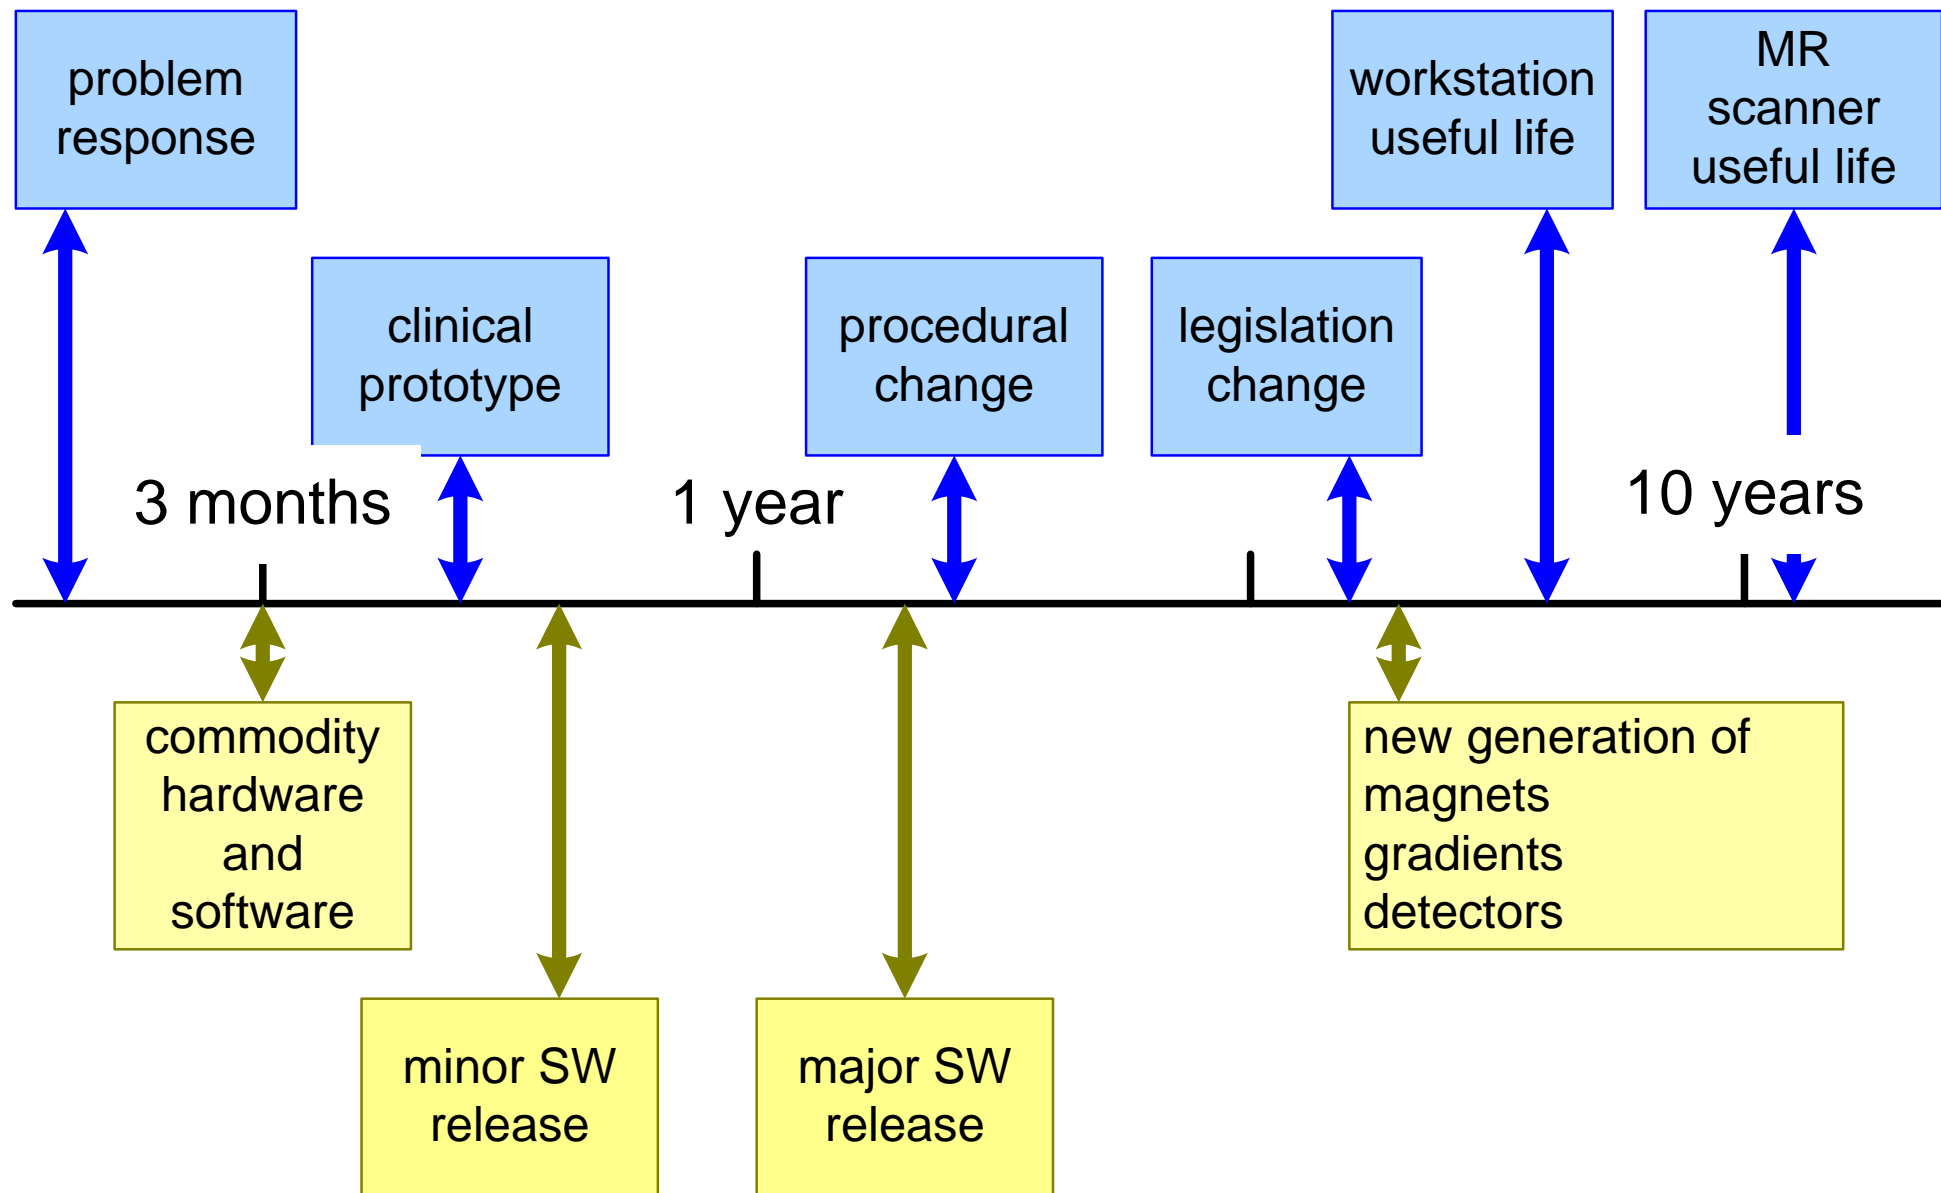 problem
response
workstation
useful life
MR
scanner
useful life
clinical
prototype
procedural
change
legislation
change
3 months
1 year
10 years
commodity
hardware
and
software
new generation of
magnets
gradients
detectors
minor SW
release
major SW
release